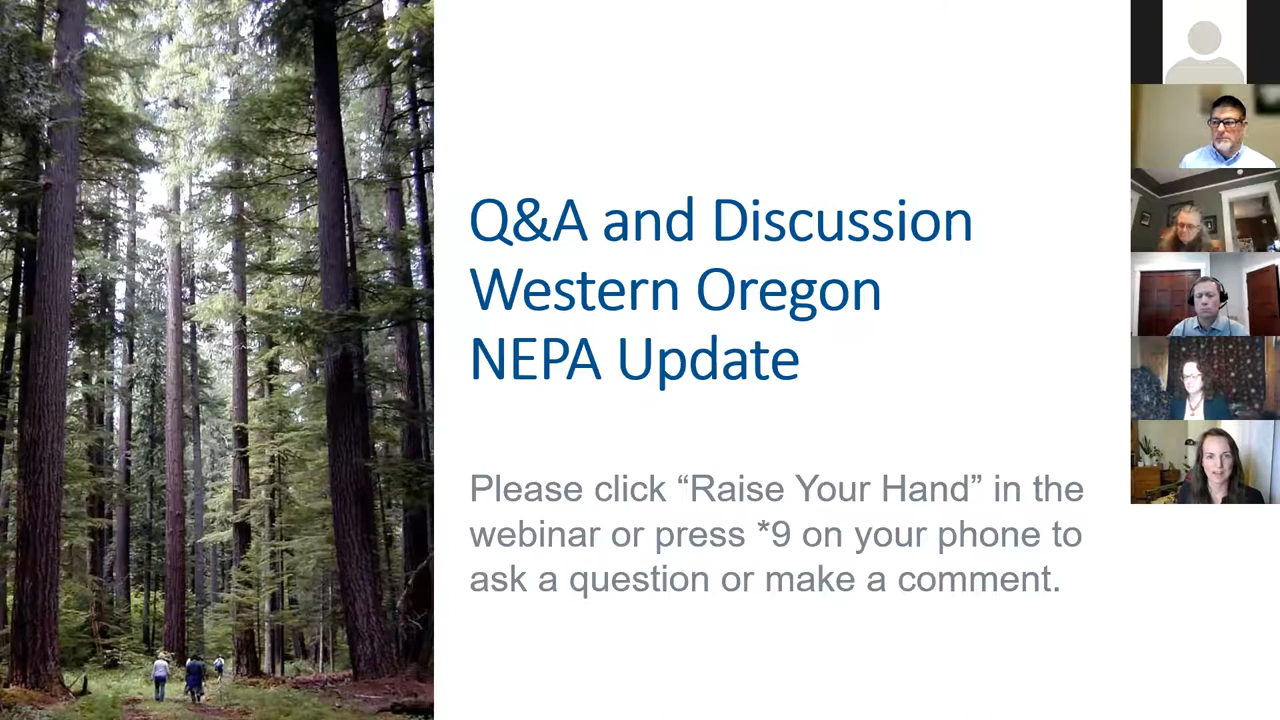 Q&A and Discussion
Western Oregon
NEPA Update
Please click “Raise Your Hand” in the
webinar or press *9 on your phone to
ask a question or make a comment.